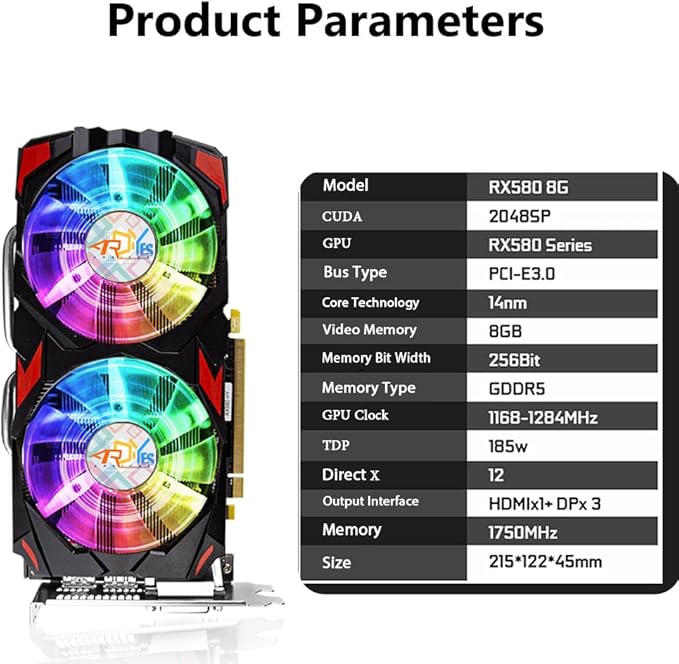 Product Parameters
Model RX580 8G
CUDA 2048SP
GPU RX580 Series
Bus Type PCI-E3.0
Core Technology 14nm
Video Memory 8GB
Memory Bit Width 256Bit
Memory Type GDDR5
GPU Clock 1168-1284MHz
TDP 185w
Direct x 12
Output Interface HDMIx1+ DPx 3
Memory 1750MHz
Size 215*122*45mm